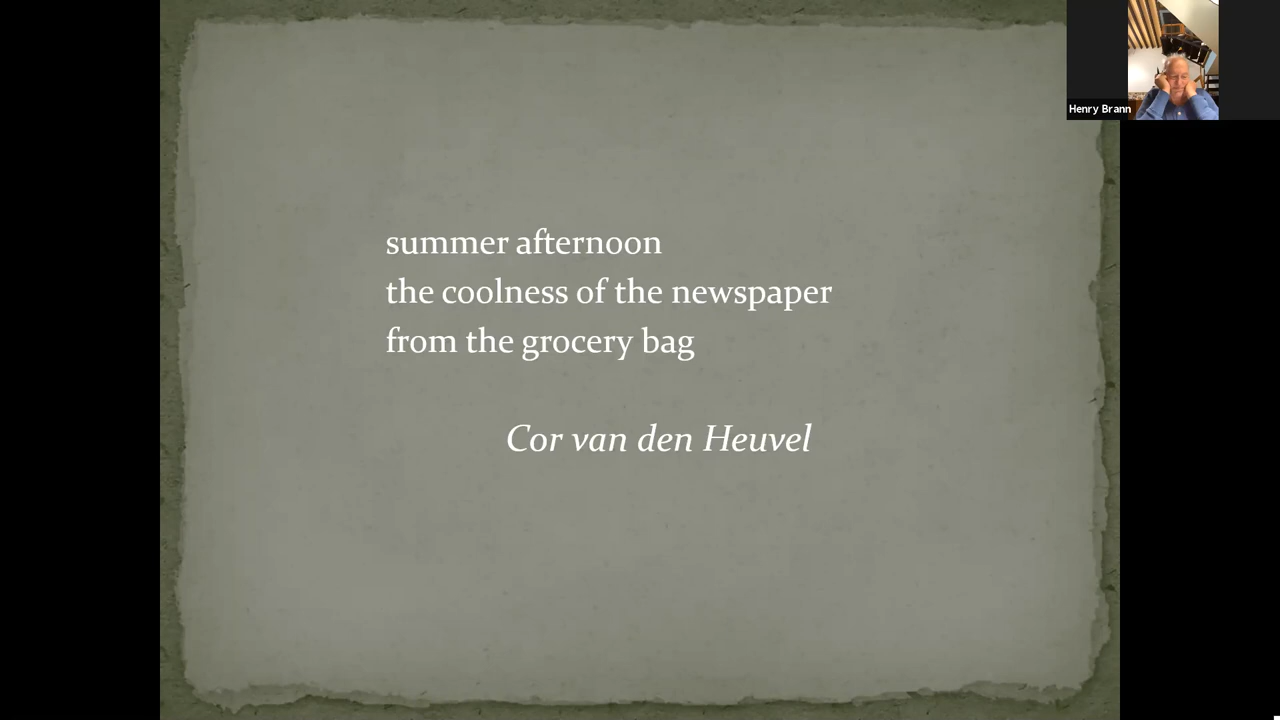 summer afternoon
the coolness of the newspaper
from the grocery bag
Cor van den Heuvel
Henry Brann